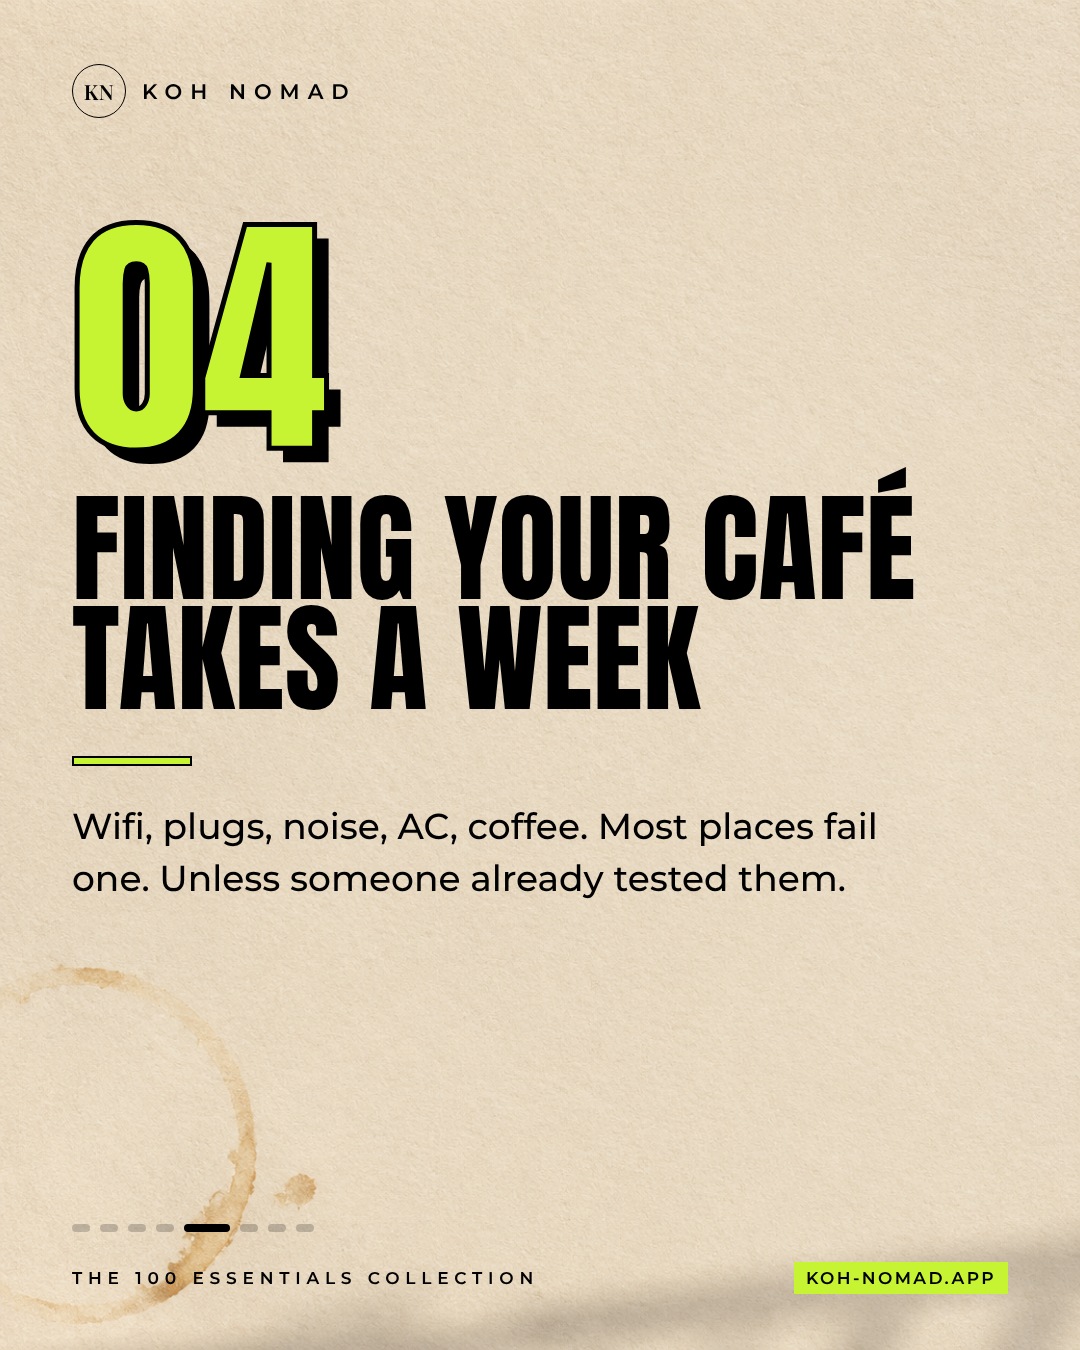 KN KOH NOMAD
04
FINDING YOUR CAFÉ
TAKES A WEEK
Wifi, plugs, noise, AC, coffee. Most places fail
one. Unless someone already tested them.
THE 100 ESSENTIALS COLLECTION
KOH-NOMAD.APP